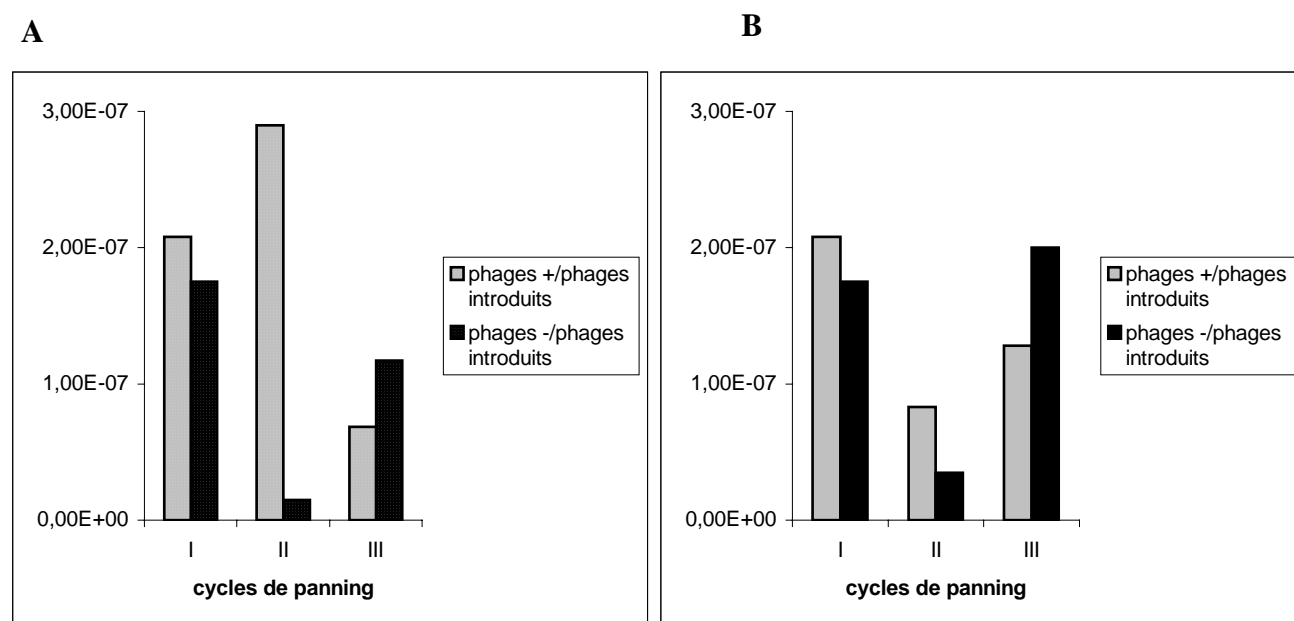 A
3,00E-07
2,00E-07
1,00E-07
0,00E+00
I II III
cycles de panning
phages +/phages
introduits
phages -/phages
introduits
B
3,00E-07
2,00E-07
1,00E-07
0,00E+00
I II III
cycles de panning
phages +/phages
introduits
phages -/phages
introduits